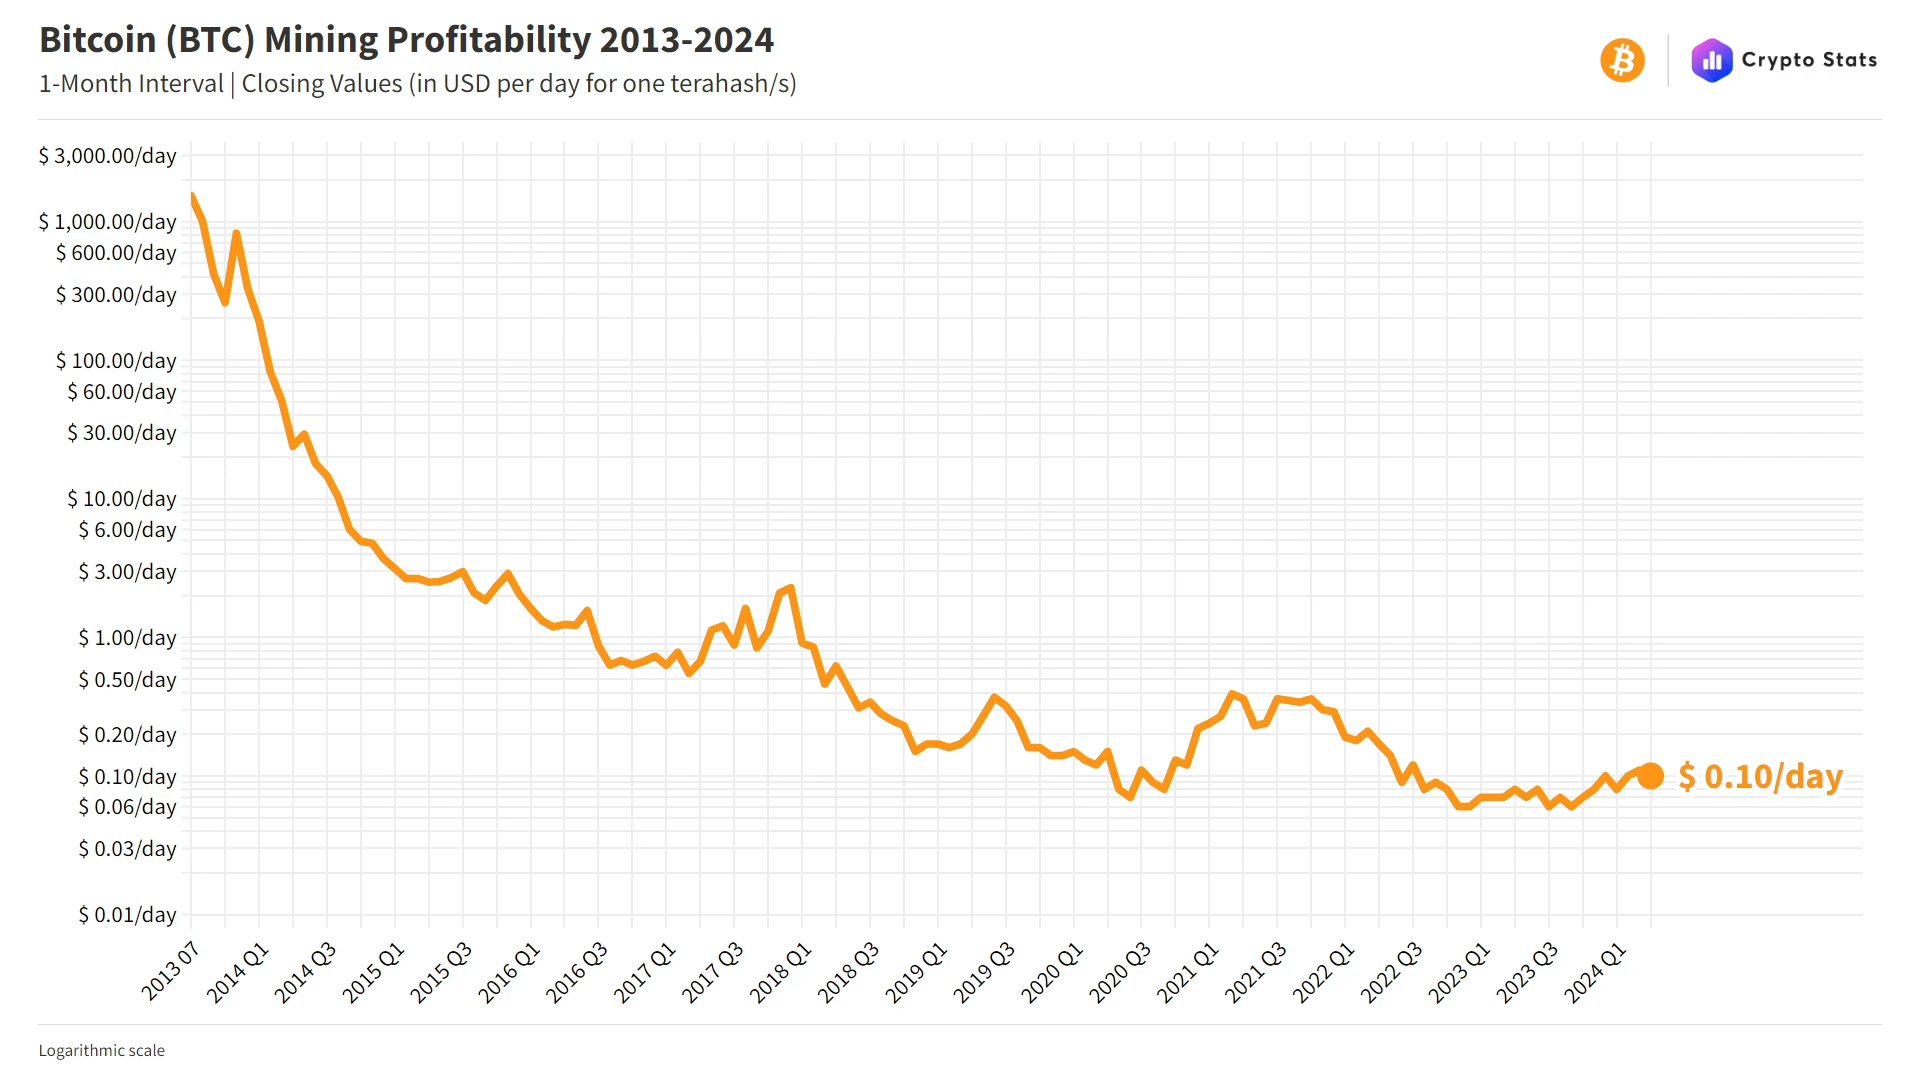 Bitcoin (BTC) Mining Profitability 2013-2024
1-Month Interval | Closing Values (in USD per day for one terahash/s)
Crypto Stats
$ 3,000.00/day
$ 1,000.00/day
$ 600.00/day
$ 300.00/day
$ 100.00/day
$ 60.00/day
$ 30.00/day
$ 10.00/day
$ 6.00/day
$ 3.00/day
$ 1.00/day
$ 0.50/day
$ 0.20/day
$ 0.10/day
$ 0.06/day
$ 0.03/day
$ 0.01/day
$ 0.10/day
2013 07
2014 Q1
2014 Q3
2015 Q1
2015 Q3
2016 Q1
2016 Q3
2017 Q1
2017 Q3
2018 Q1
2018 Q3
2019 Q1
2019 Q3
2020 Q1
2020 Q3
2021 Q1
2021 Q3
2022 Q1
2022 Q3
2023 Q1
2023 Q3
2024 Q1
Logarithmic scale